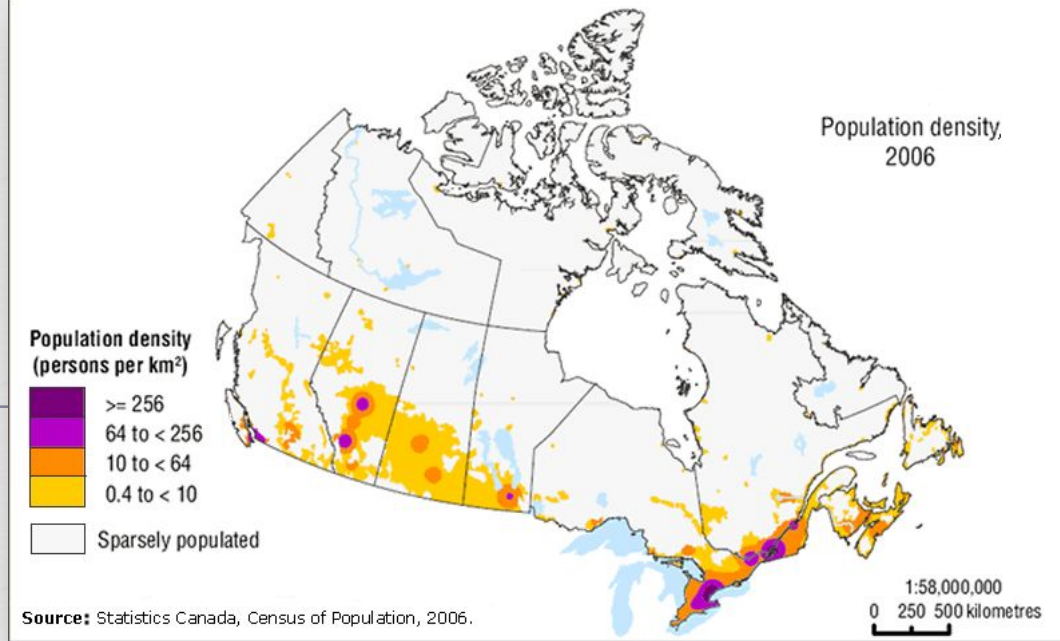 Population density,
2006
Population density
(persons per km²)
>= 256
64 to < 256
10 to < 64
0.4 to < 10
Sparsely populated
1:58,000,000
0 250 500 kilometres
Source: Statistics Canada, Census of Population, 2006.